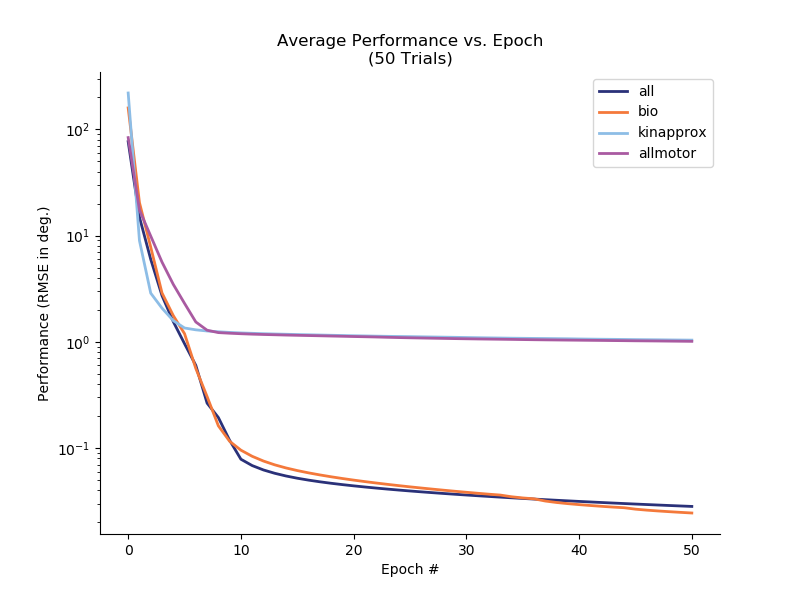 Average Performance vs. Epoch
(50 Trials)
all
bio
kinapprox
allmotor
Performance (RMSE in deg.)
10²
10¹
10⁰
10⁻¹
0 10 20 30 40 50
Epoch #